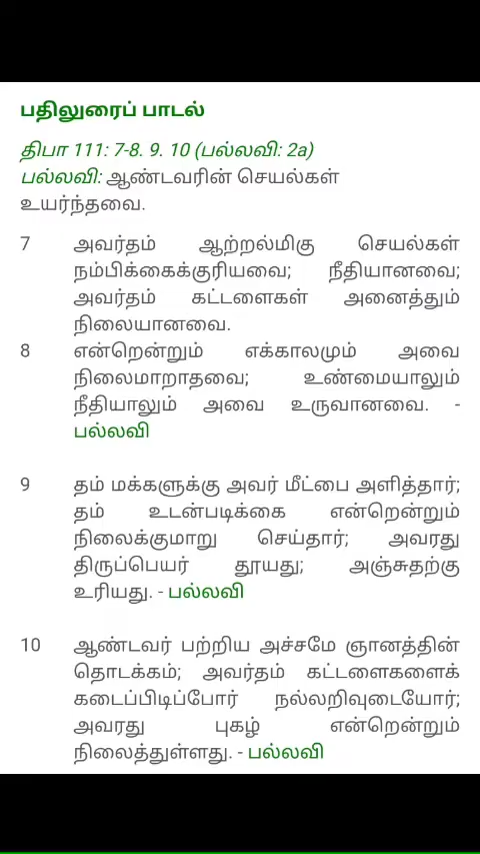 பதிலுரைப் பாடல்
திபா 111: 7-8. 9. 10 (பல்லவி: 2a)
பல்லவி: ஆண்டவரின் செயல்கள்
உயர்ந்தவை.
7 அவர்தம் ஆற்றல்மிகு செயல்கள்
நம்பிக்கைக்குரியவை; நீதியானவை;
அவர்தம் கட்டளைகள் அனைத்தும்
நிலையானவை.
8 என்றென்றும் எக்காலமும் அவை
நிலைமாறாதவை; உண்மையாலும்
நீதியாலும் அவை உருவானவை. -
பல்லவி
9 தம் மக்களுக்கு அவர் மீட்பை அளித்தார்;
தம் உடன்படிக்கை என்றென்றும்
நிலைக்குமாறு செய்தார்; அவரது
திருப்பெயர் தூயது; அஞ்சுதற்கு
உரியது. - பல்லவி
10 ஆண்டவர் பற்றிய அச்சமே ஞானத்தின்
தொடக்கம்; அவர்தம் கட்டளைகளைக்
கடைப்பிடிப்போர் நல்லறிவுடையோர்;
அவரது புகழ் என்றென்றும்
நிலைத்துள்ளது. - பல்லவி